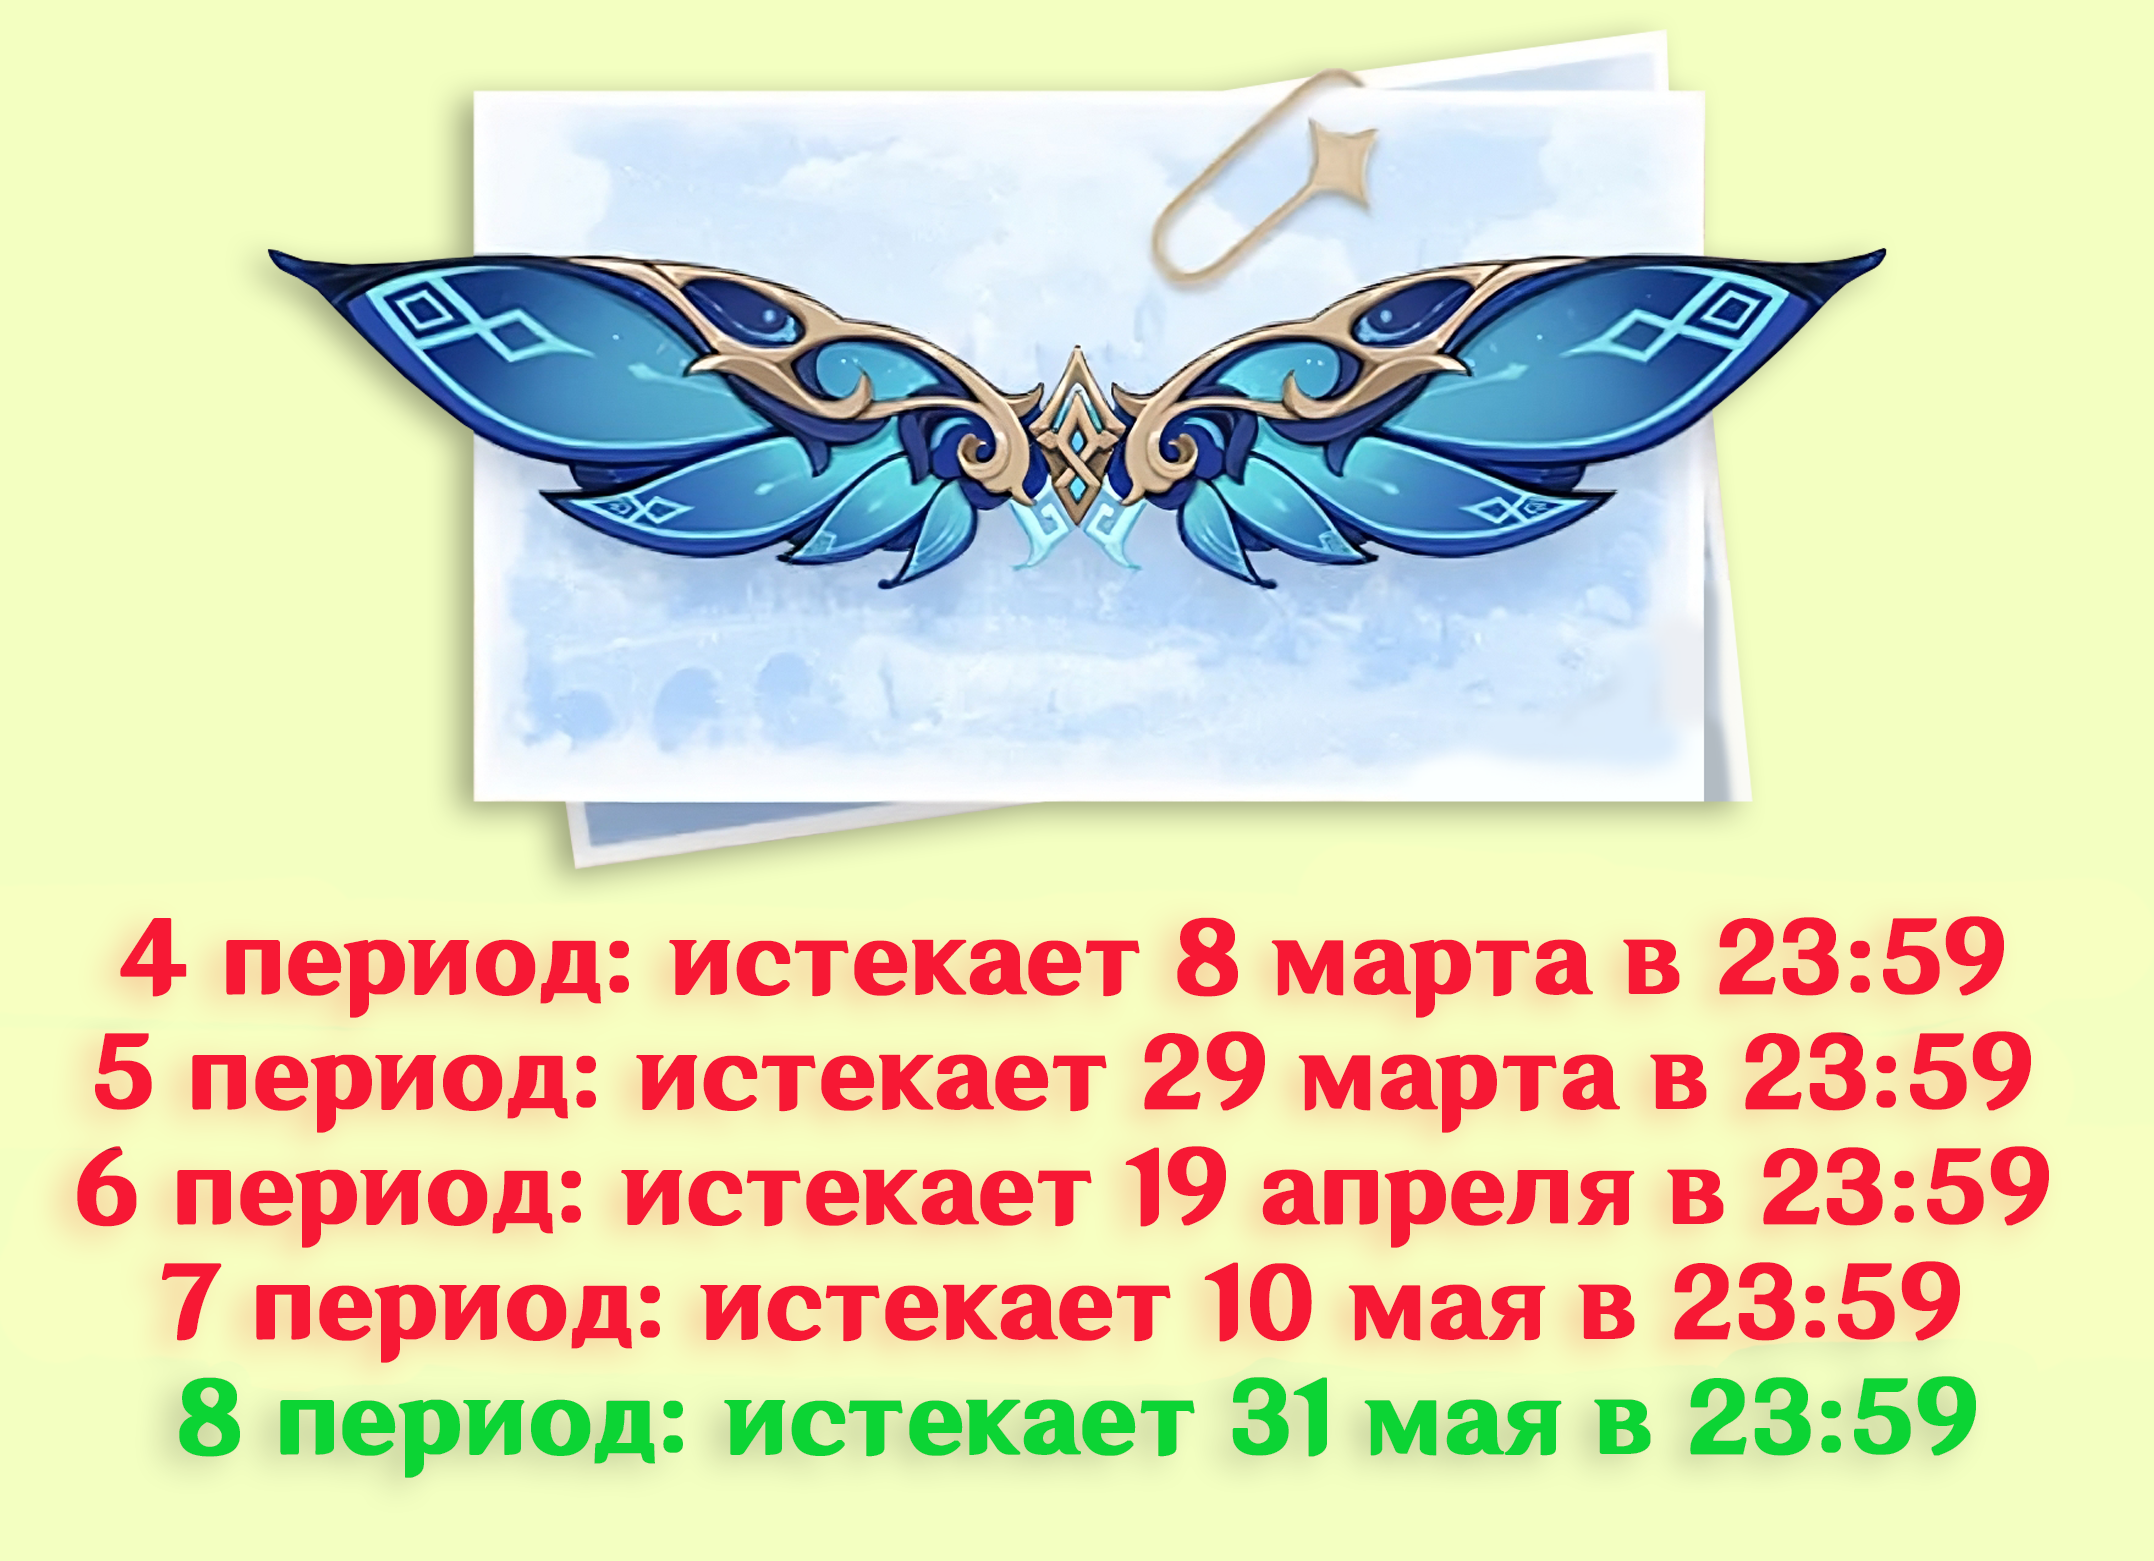 4 период: истекает 8 марта в 23:59
5 период: истекает 29 марта в 23:59
6 период: истекает 19 апреля в 23:59
7 период: истекает 10 мая в 23:59
8 период: истекает 31 мая в 23:59